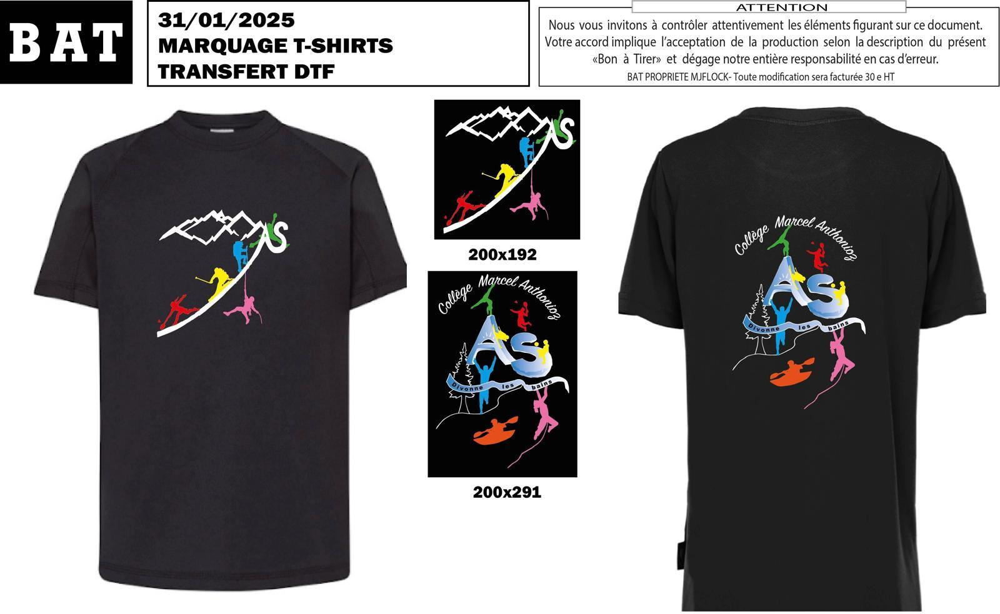 BAT
31/01/2025
MARQUAGE T-SHIRTS
TRANSFERT DTF
ATTENTION
Nous vous invitons à contrôler attentivement les éléments figurant sur ce document.
Votre accord implique l'acceptation de la production selon la description du présent
«Bon à Tirer» et dégage notre entière responsabilité en cas d'erreur.
BAT PROPRIETE MJFLOCK- Toute modification sera facturée 30 e HT
AS
AS
200x192
Collège Marcel Anthonioz
AS
Divonne les bains
200x291
Collège Marcel Anthonioz
AS
Divonne les bains